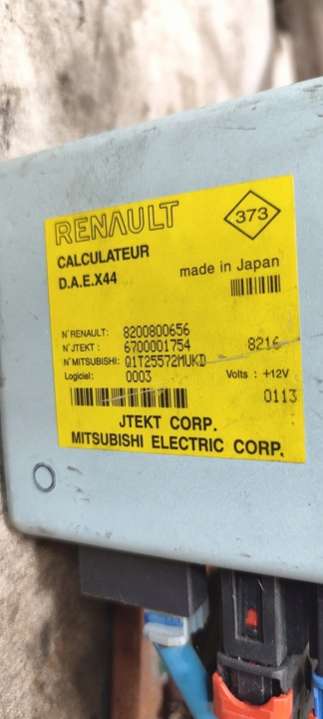 RENAULT 373
CALCULATEUR
D.A.E.X44 made in Japan
N° RENAULT: 8200800656
N° JTEKT : 6700001754 8216
N° MITSUBISHI: Q1T25572MUKD
Logiciel: 0003 Volts : +12V
0113
JTEKT CORP.
MITSUBISHI ELECTRIC CORP.